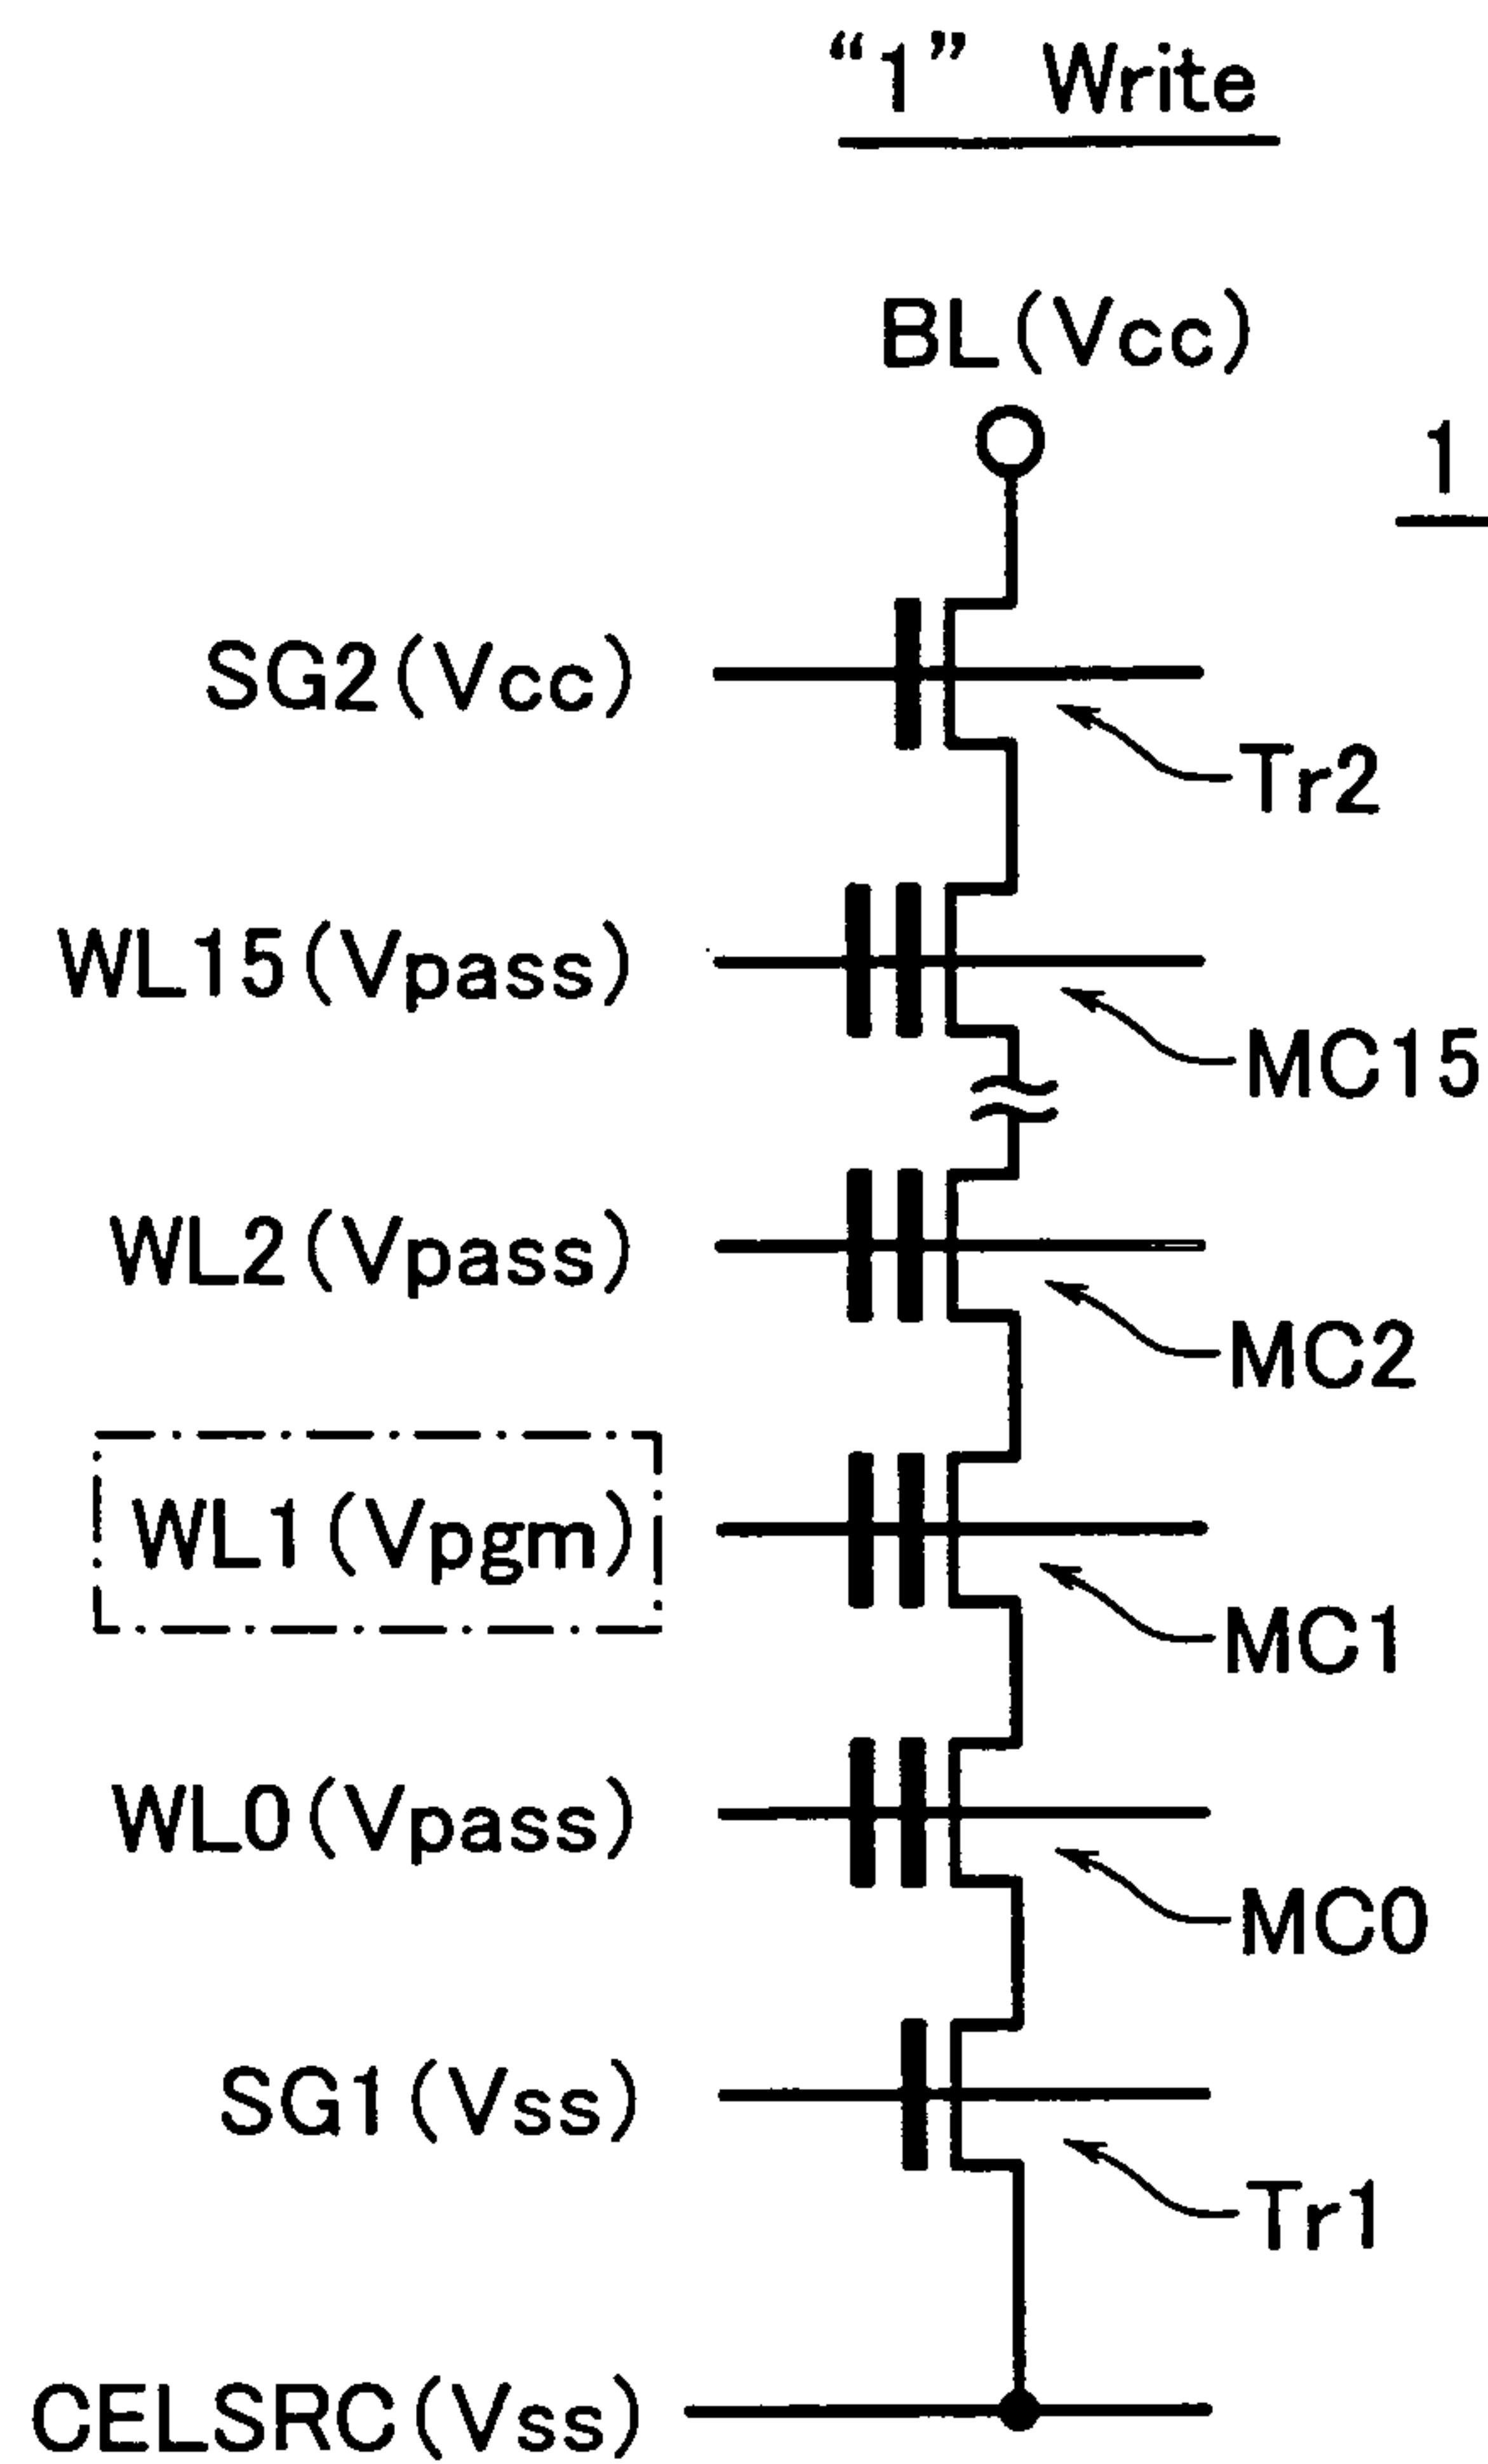 “1” Write
BL(Vcc)
1
SG2(Vcc)
Tr2
WL15(Vpass)
MC15
WL2(Vpass)
MC2
WL1(Vpgm)
MC1
WL0(Vpass)
MC0
SG1(Vss)
Tr1
CELSRC(Vss)